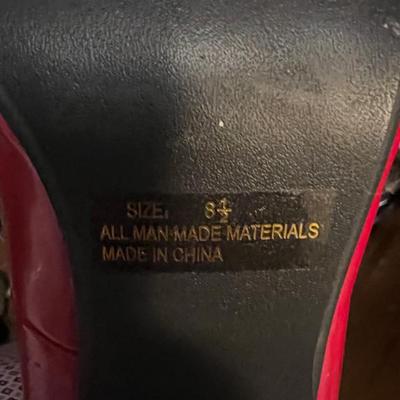 SIZE: 8½
ALL MAN MADE MATERIALS
MADE IN CHINA